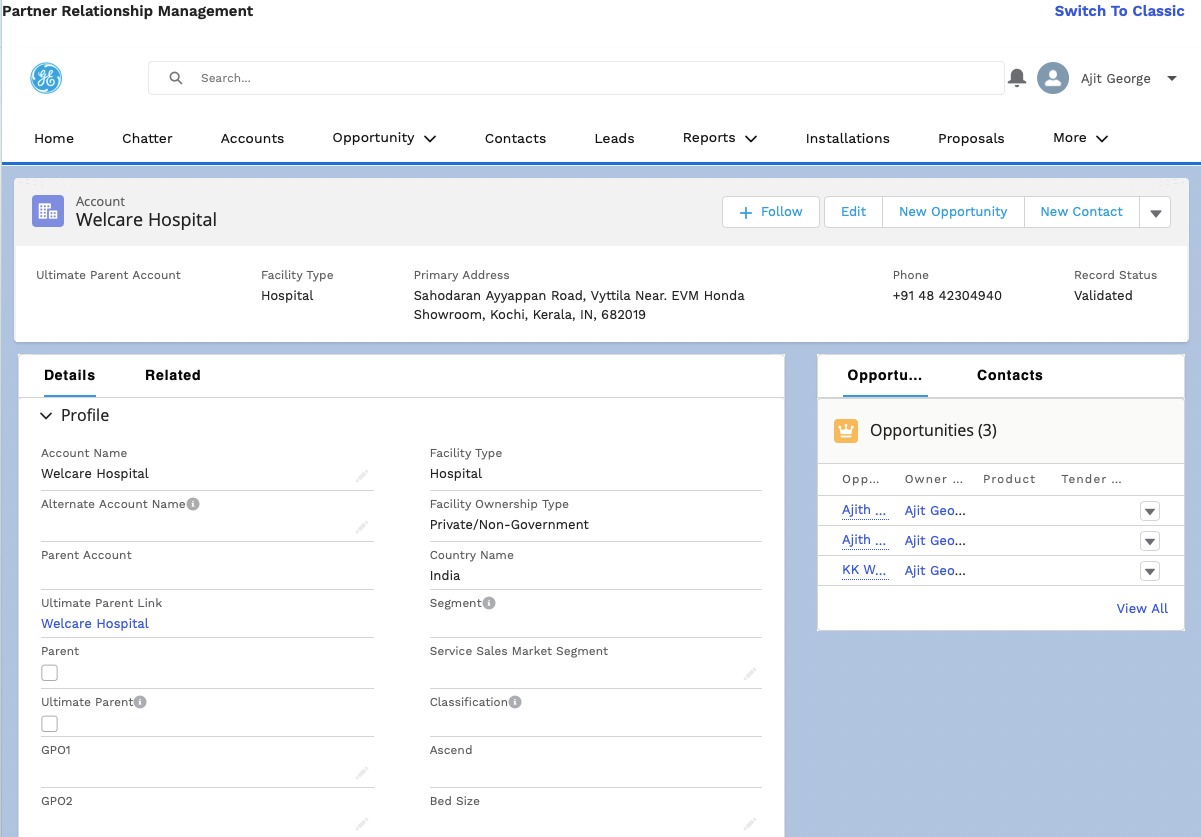 Partner Relationship Management
Switch To Classic
Search...
Ajit George
Home
Chatter
Accounts
Opportunity
Contacts
Leads
Reports
Installations
Proposals
More
Account
Welcare Hospital
+ Follow
Edit
New Opportunity
New Contact
Ultimate Parent Account
Facility Type
Hospital
Primary Address
Sahodaran Ayyappan Road, Vyttila Near. EVM Honda
Showroom, Kochi, Kerala, IN, 682019
Phone
+91 48 42304940
Record Status
Validated
Details
Related
Profile
Account Name
Welcare Hospital
Facility Type
Hospital
Alternate Account Name
Facility Ownership Type
Private/Non-Government
Parent Account
Country Name
India
Ultimate Parent Link
Welcare Hospital
Segment
Parent
Service Sales Market Segment
Ultimate Parent
Classification
GPO1
Ascend
GPO2
Bed Size
Opportu...
Contacts
Opportunities (3)
Opp... Owner ... Product Tender ...
Ajith ... Ajit Geo...
Ajith ... Ajit Geo...
KK W... Ajit Geo...
View All